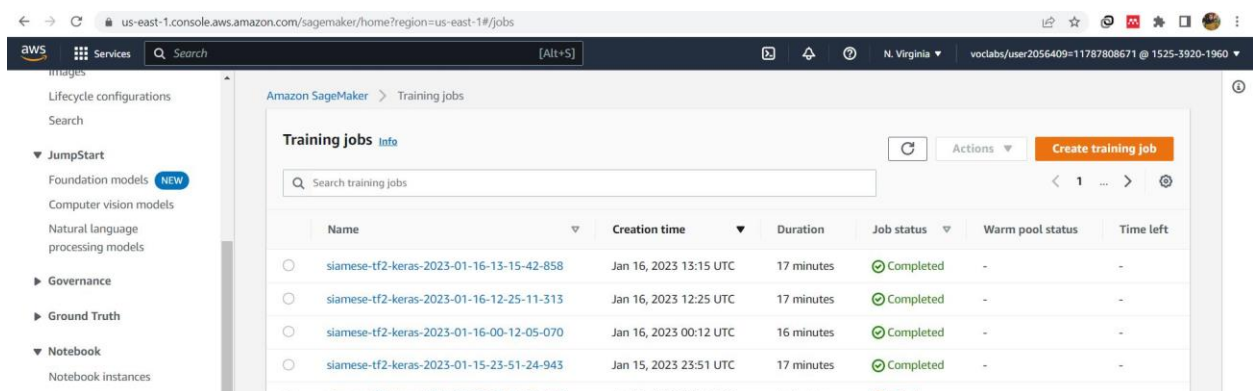 us-east-1.console.aws.amazon.com/sagemaker/home?region=us-east-1#/jobs
aws Services Search [Alt+S] N. Virginia voclabs/user2056409=11787808671 @ 1525-3920-1960
Images
Lifecycle configurations
Search
JumpStart
Foundation models NEW
Computer vision models
Natural language
processing models
Governance
Ground Truth
Notebook
Notebook instances
Amazon SageMaker > Training jobs
Training jobs Info
Actions Create training job
Search training jobs
1 ...
Name Creation time Duration Job status Warm pool status Time left
siamese-tf2-keras-2023-01-16-13-15-42-858 Jan 16, 2023 13:15 UTC 17 minutes Completed - -
siamese-tf2-keras-2023-01-16-12-25-11-313 Jan 16, 2023 12:25 UTC 17 minutes Completed - -
siamese-tf2-keras-2023-01-16-00-12-05-070 Jan 16, 2023 00:12 UTC 16 minutes Completed - -
siamese-tf2-keras-2023-01-15-23-51-24-943 Jan 15, 2023 23:51 UTC 17 minutes Completed - -